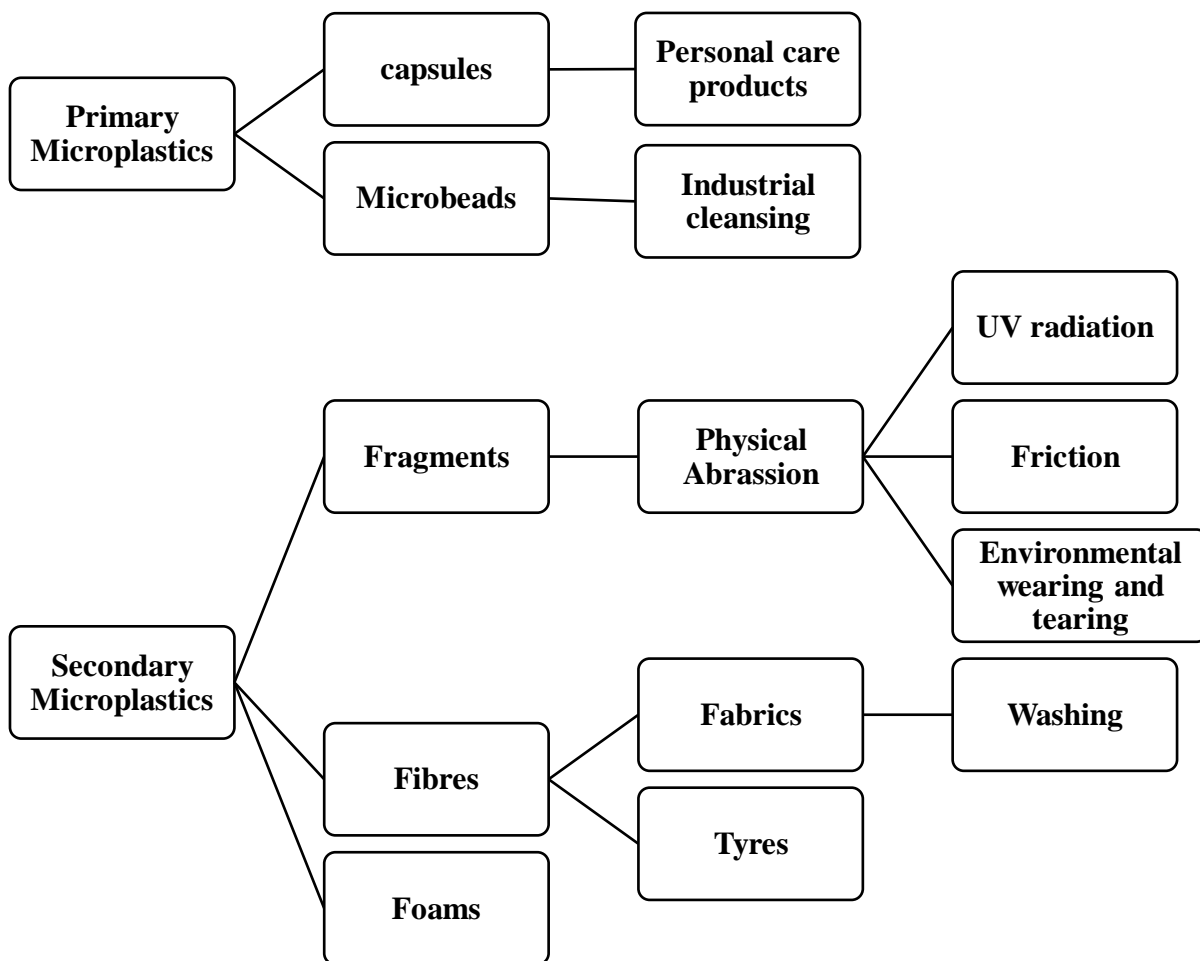 capsules
Personal care
products
Primary
Microplastics
Microbeads
Industrial
cleansing
UV radiation
Fragments
Physical
Abrassion
Friction
Environmental
wearing and
tearing
Secondary
Microplastics
Fabrics
Washing
Fibres
Tyres
Foams